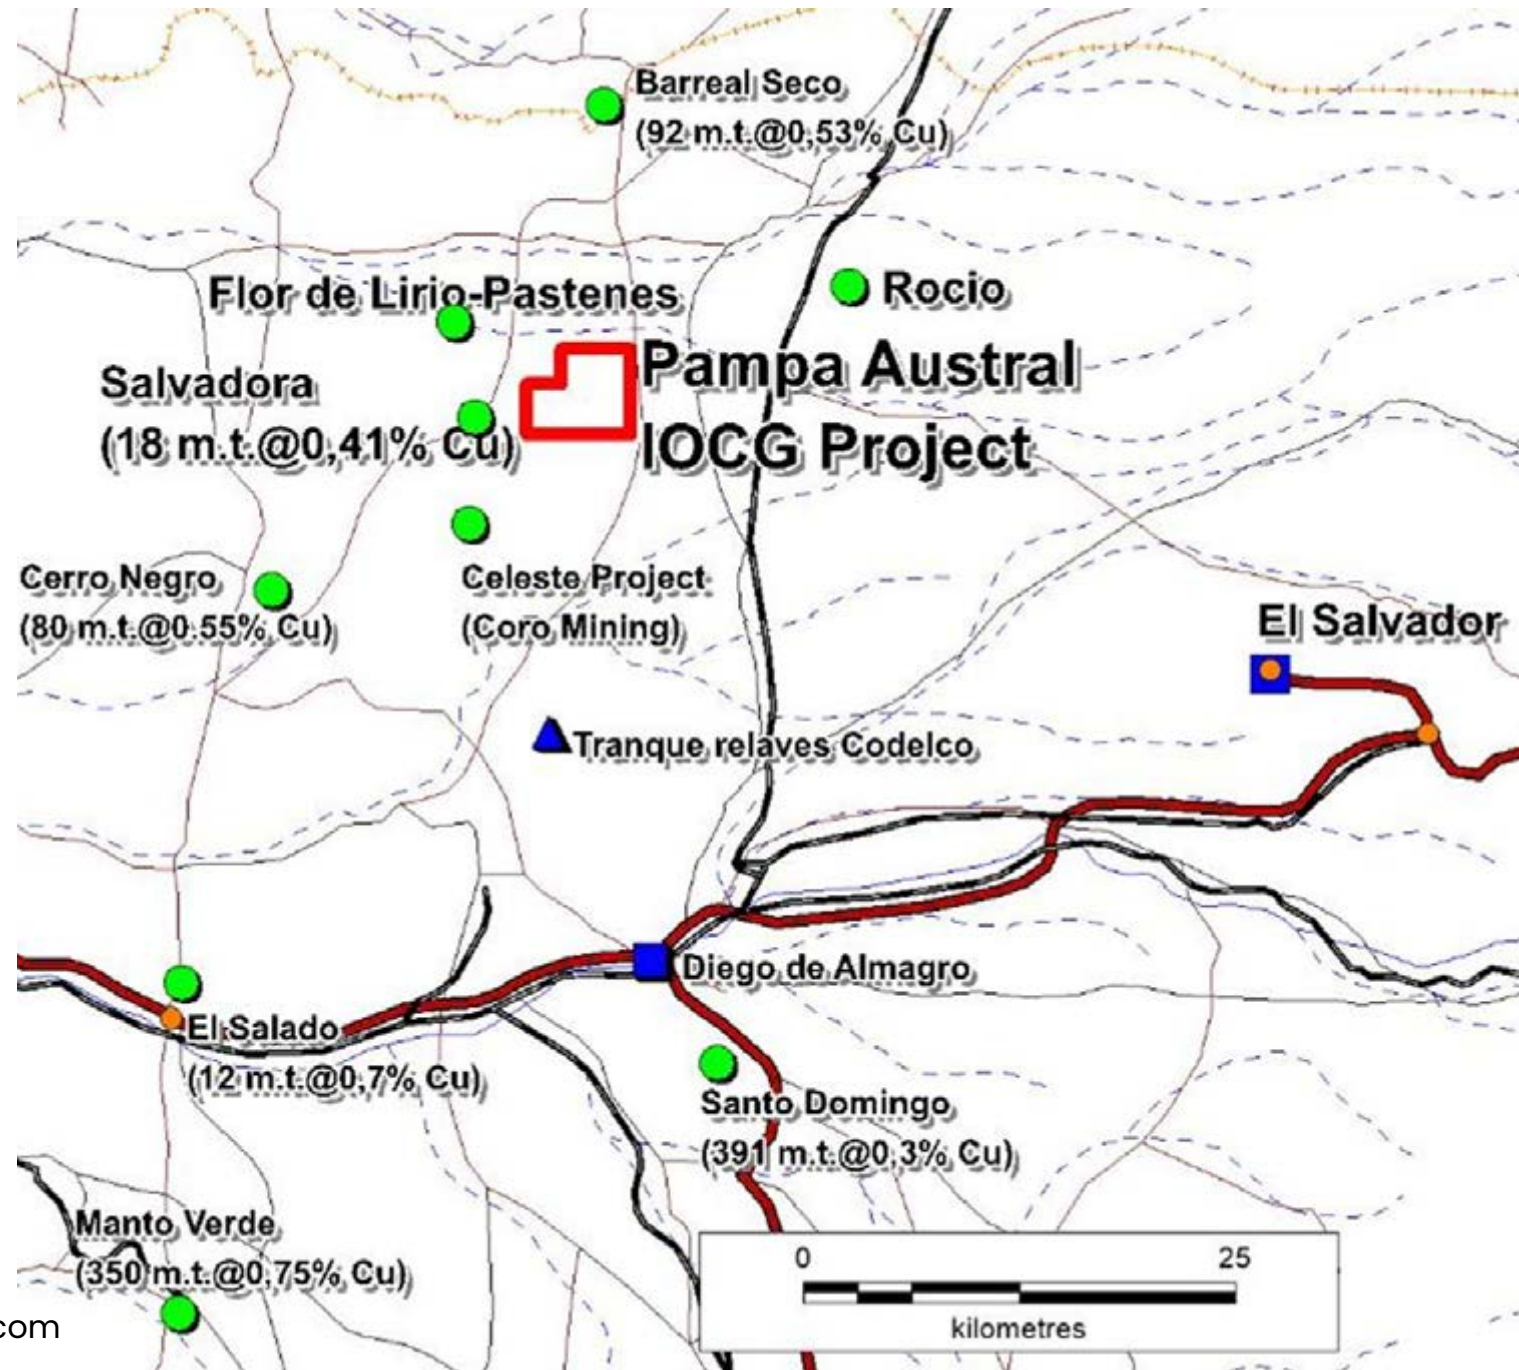 Barreal Seco
(92 m.t.@0,53% Cu)
Flor de Lirio-Pastenes
Rocio
Pampa Austral
IOCG Project
Salvadora
(18 m.t.@0,41% Cu)
Cerro Negro
(80 m.t.@0.55% Cu)
Celeste Project
(Coro Mining)
El Salvador
Tranque relaves Codelco
Diego de Almagro
El Salado
(12 m.t.@0,7% Cu)
Santo Domingo
(391 m.t.@0,3% Cu)
Manto Verde
(350 m.t.@0,75% Cu)
0 25
kilometres
com